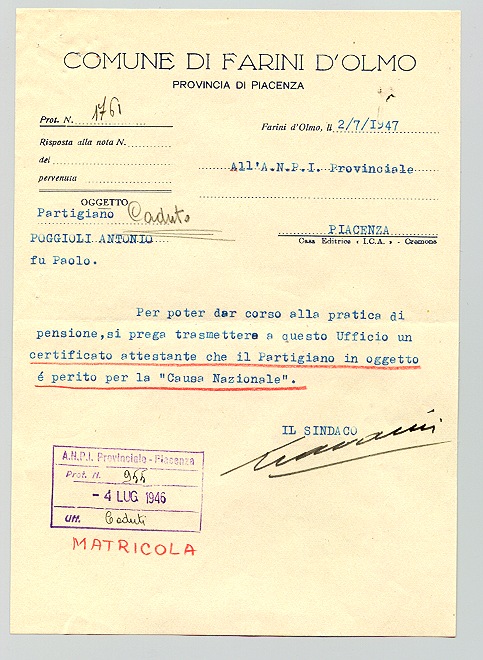 COMUNE DI FARINI D'OLMO
PROVINCIA DI PIACENZA
Prot. N. 1761
Farini d'Olmo, li 2/7/1947
Risposta alla nota N.
del
pervenuta
All'A.N.P.I. Provinciale
OGGETTO
Partigiano Caduto
PIACENZA
POGGIOLI ANTONIO
Casa Editrice « I.C.A. » - Cremona
fu Paolo.
Per poter dar corso alla pratica di
pensione,si prega trasmettere a questo Ufficio un
certificato attestante che il Partigiano in oggetto
é perito per la "Causa Nazionale".
IL SINDACO
A.N.P.I. Provinciale - Piacenza
Prot. N. 955
- 4 LUG 1946
Uff. Caduti
MATRICOLA